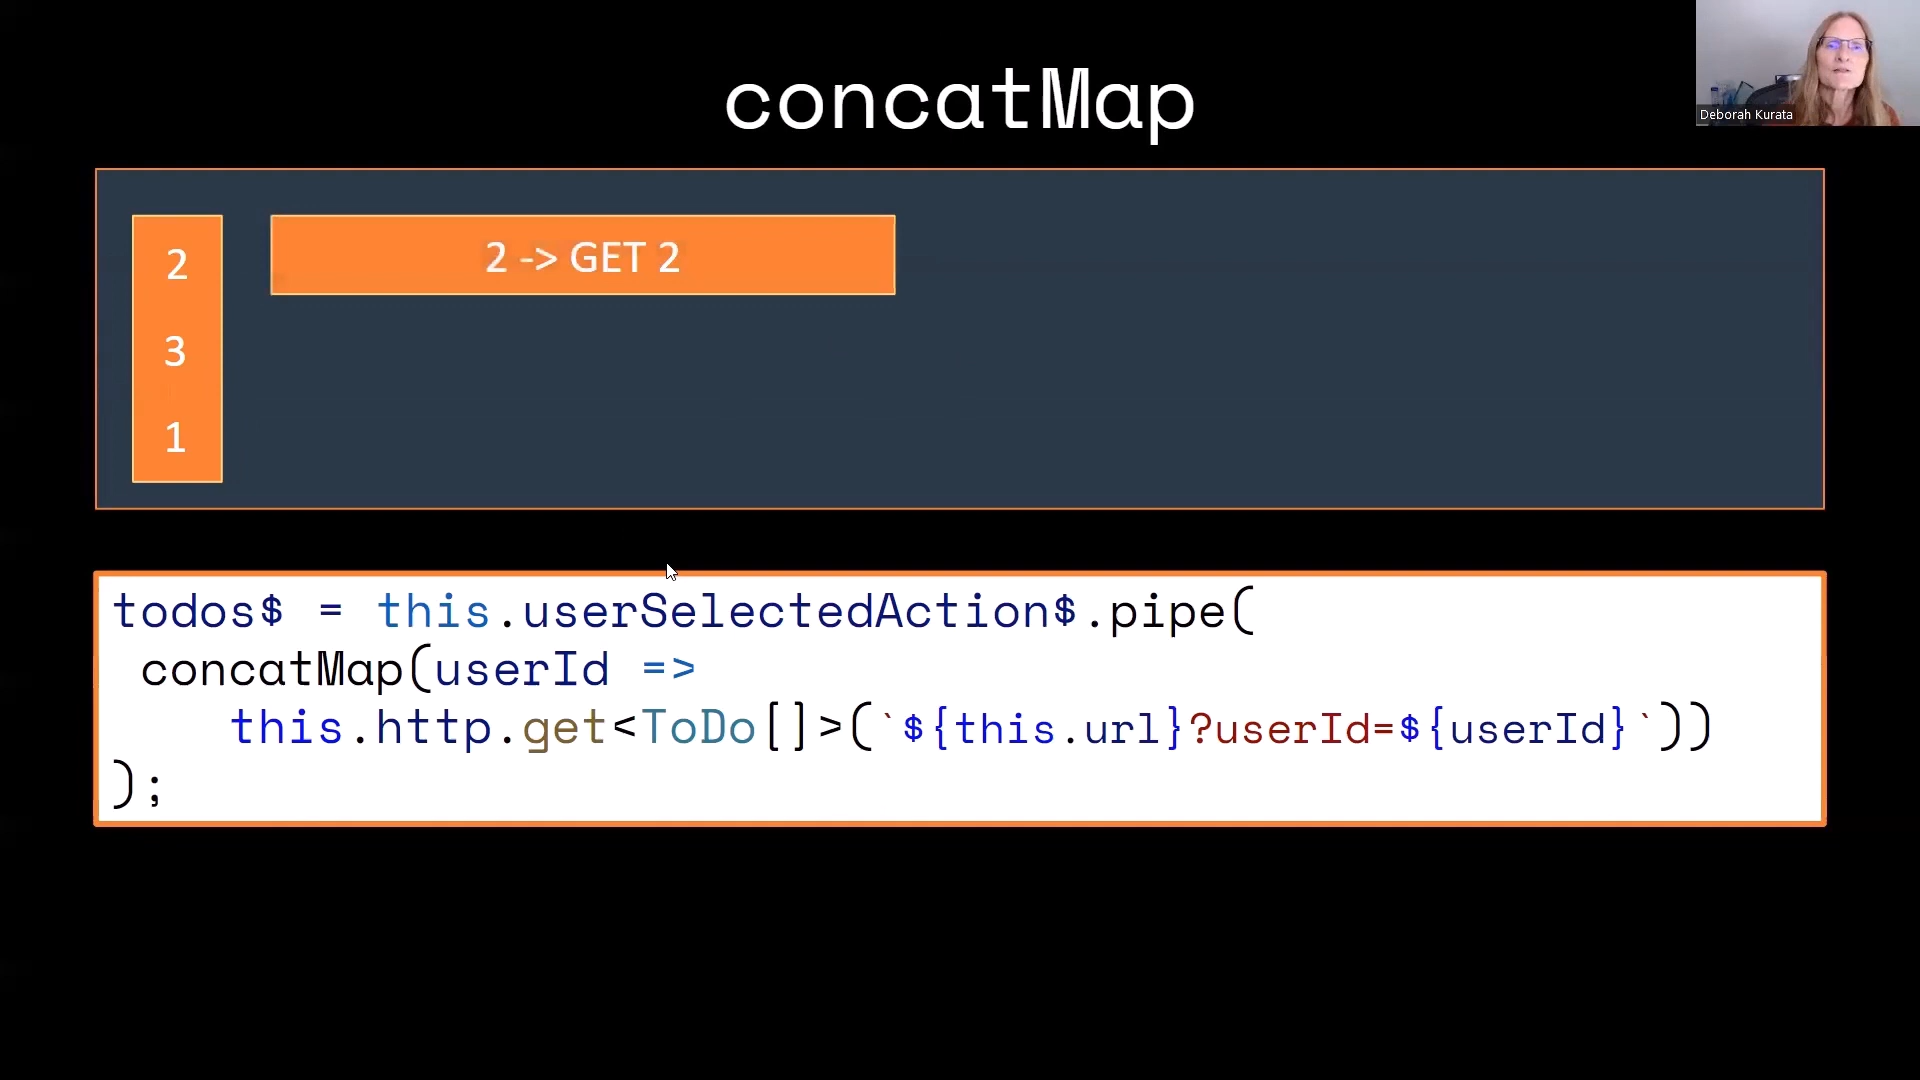 concatMap
Deborah Kurata
2
2 -> GET 2
3
1
todos$ = this.userSelectedAction$.pipe(
concatMap(userId =>
this.http.get<ToDo[]>(`${this.url}?userId=${userId}`))
);